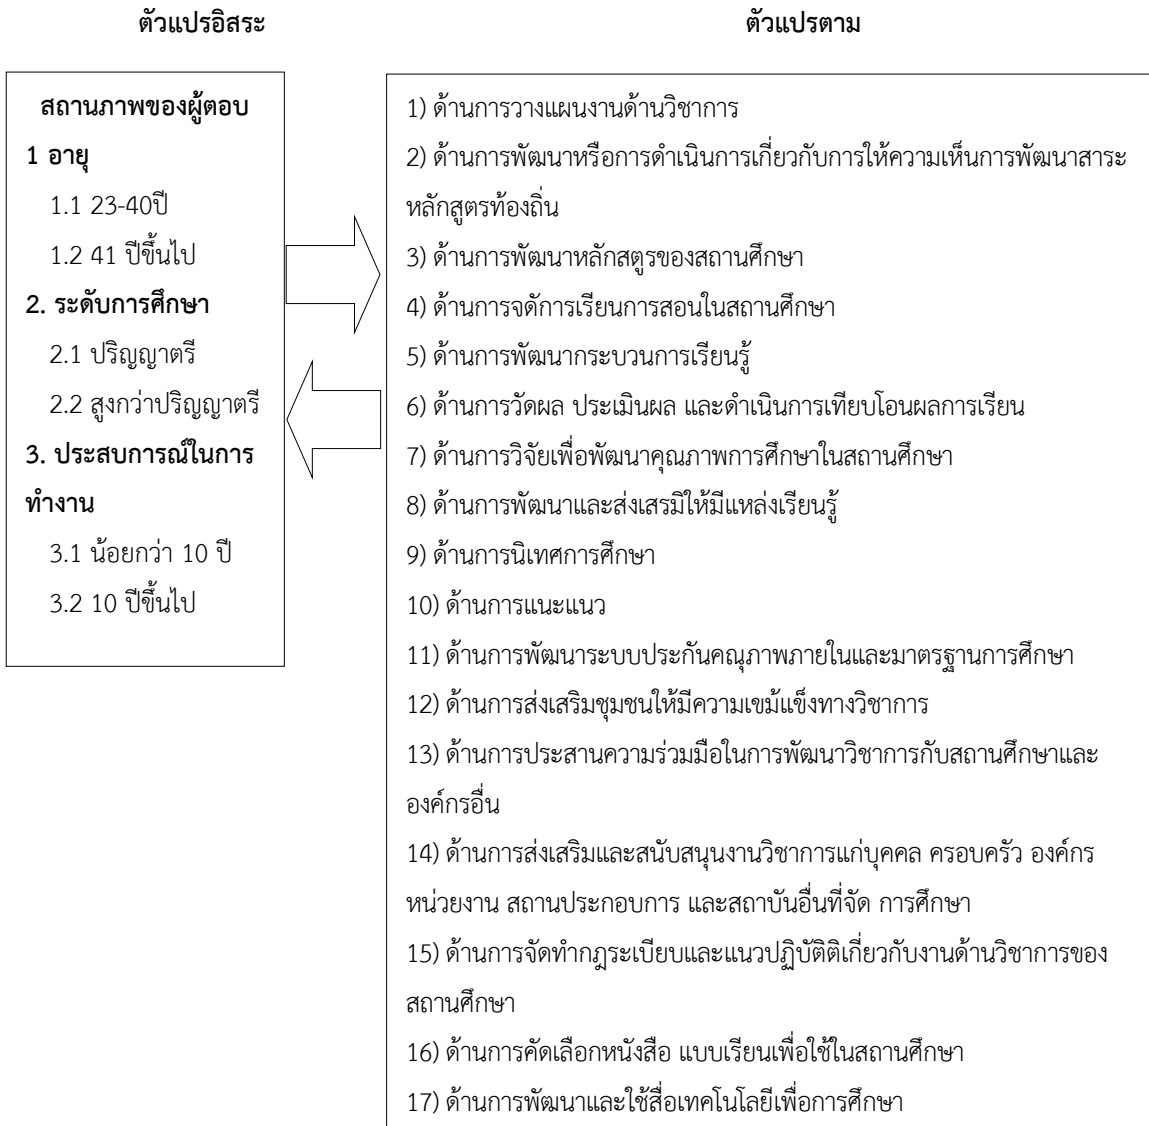 ตัวแปรอิสระ
ตัวแปรตาม
สถานภาพของผู้ตอบ
1 อายุ
1.1 23-40ปี
1.2 41 ปีขึ้นไป
2. ระดับการศึกษา
2.1 ปริญญาตรี
2.2 สูงกว่าปริญญาตรี
3. ประสบการณ์ในการ
ทำงาน
3.1 น้อยกว่า 10 ปี
3.2 10 ปีขึ้นไป
1) ด้านการวางแผนงานด้านวิชาการ
2) ด้านการพัฒนาหรือการดำเนินการเกี่ยวกับการให้ความเห็นการพัฒนาสาระ
หลักสูตรท้องถิ่น
3) ด้านการพัฒนาหลักสตูรของสถานศึกษา
4) ด้านการจดัการเรียนการสอนในสถานศึกษา
5) ด้านการพัฒนากระบวนการเรียนรู้
6) ด้านการวัดผล ประเมินผล และดำเนินการเทียบโอนผลการเรียน
7) ด้านการวิจัยเพื่อพัฒนาคุณภาพการศึกษาในสถานศึกษา
8) ด้านการพัฒนาและส่งเสรมิให้มีแหล่งเรียนรู้
9) ด้านการนิเทศการศึกษา
10) ด้านการแนะแนว
11) ด้านการพัฒนาระบบประกันคณุภาพภายในและมาตรฐานการศึกษา
12) ด้านการส่งเสริมชุมชนให้มีความเขม้แข็งทางวิชาการ
13) ด้านการประสานความร่วมมือในการพัฒนาวิชาการกับสถานศึกษาและ
องค์กรอื่น
14) ด้านการส่งเสริมและสนับสนุนงานวิชาการแก่บุคคล ครอบครัว องค์กร
หน่วยงาน สถานประกอบการ และสถาบันอื่นที่จัด การศึกษา
15) ด้านการจัดทำกฎระเบียบและแนวปฏิบัติติเกี่ยวกับงานด้านวิชาการของ
สถานศึกษา
16) ด้านการคัดเลือกหนังสือ แบบเรียนเพื่อใช้ในสถานศึกษา
17) ด้านการพัฒนาและใช้สื่อเทคโนโลยีเพื่อการศึกษา